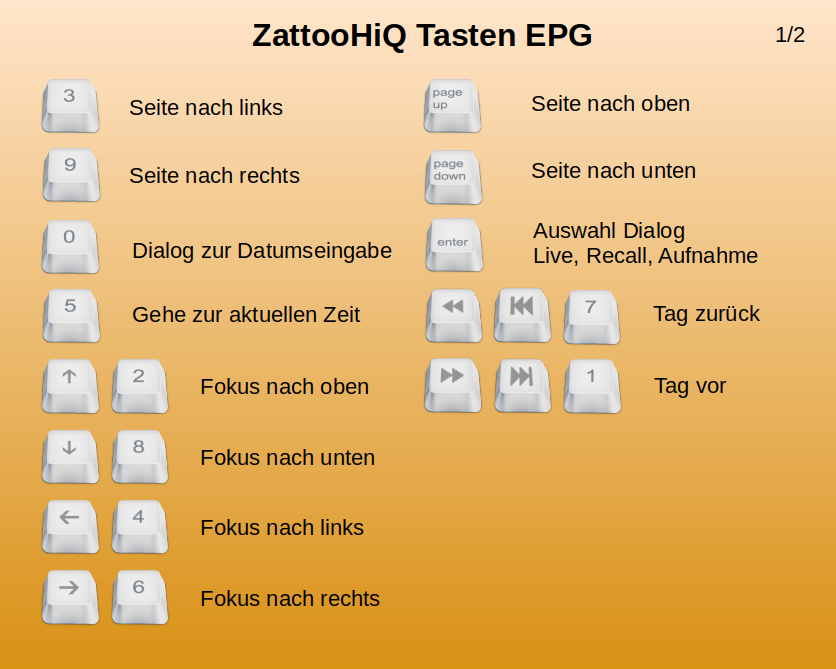 ZattooHiQ Tasten EPG
1/2
3 Seite nach links
9 Seite nach rechts
0 Dialog zur Datumseingabe
5 Gehe zur aktuellen Zeit
↑ 2 Fokus nach oben
↓ 8 Fokus nach unten
← 4 Fokus nach links
→ 6 Fokus nach rechts
page
up
Seite nach oben
page
down
Seite nach unten
enter
Auswahl Dialog
Live, Recall, Aufnahme
7 Tag zurück
1 Tag vor